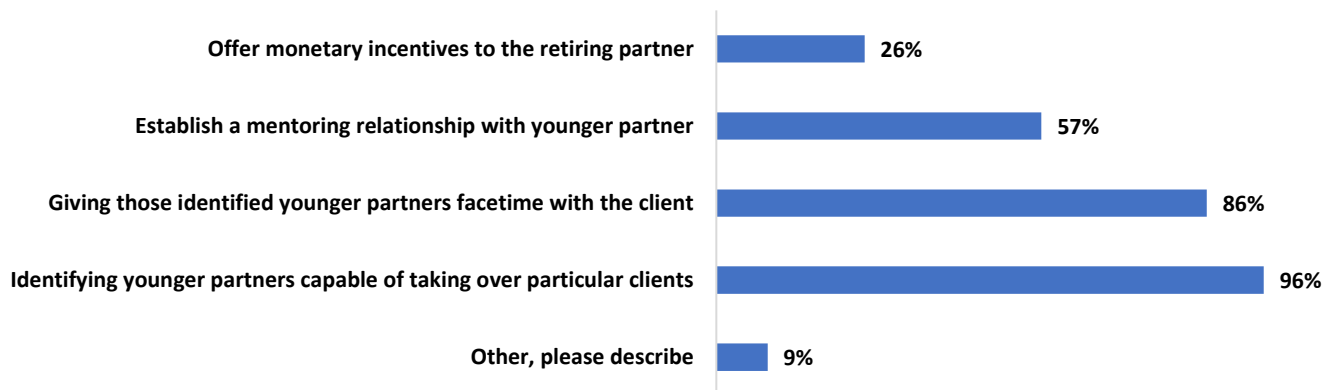 Offer monetary incentives to the retiring partner 26%
Establish a mentoring relationship with younger partner 57%
Giving those identified younger partners facetime with the client 86%
Identifying younger partners capable of taking over particular clients 96%
Other, please describe 9%